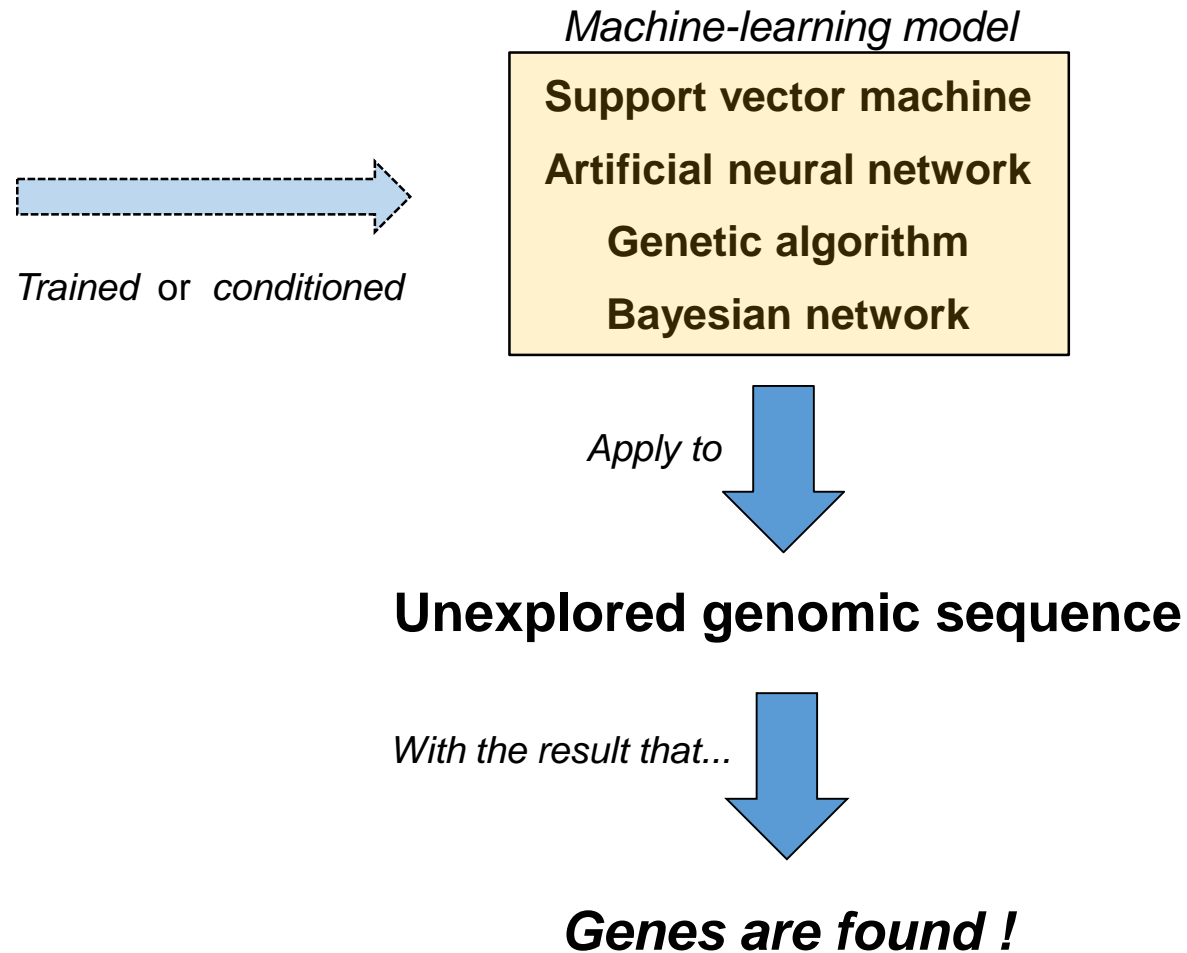 Machine-learning model
Support vector machine
Artificial neural network
Genetic algorithm
Bayesian network
Trained or conditioned
Apply to
Unexplored genomic sequence
With the result that...
Genes are found !